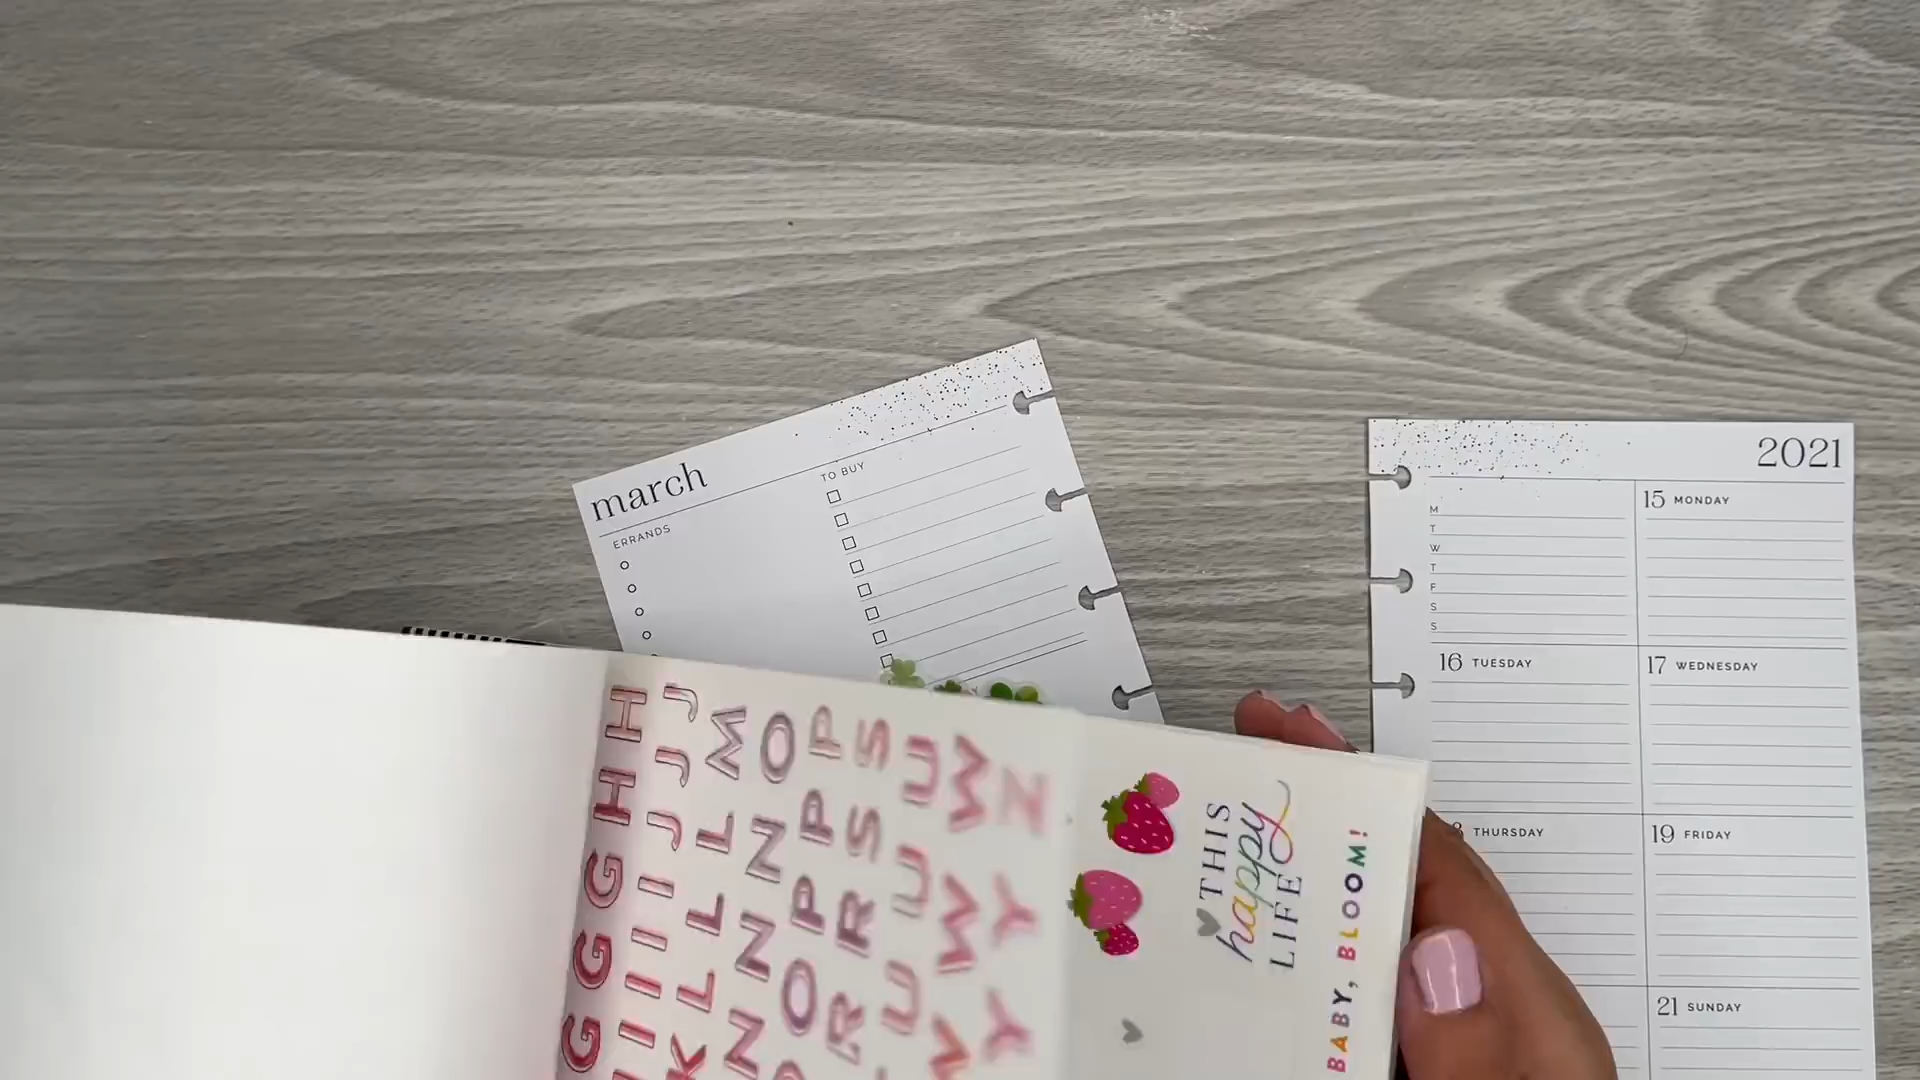 march
ERRANDS
TO BUY
2021
M
T
W
T
F
S
S
15 MONDAY
16 TUESDAY
17 WEDNESDAY
THURSDAY
19 FRIDAY
21 SUNDAY
THIS
happy
LIFE
BABY, BLOOM!
G G G H H
I I I J J J
K L L L M
N N N O
O P P P
R R S S
U U U
W W W
Y Y Z